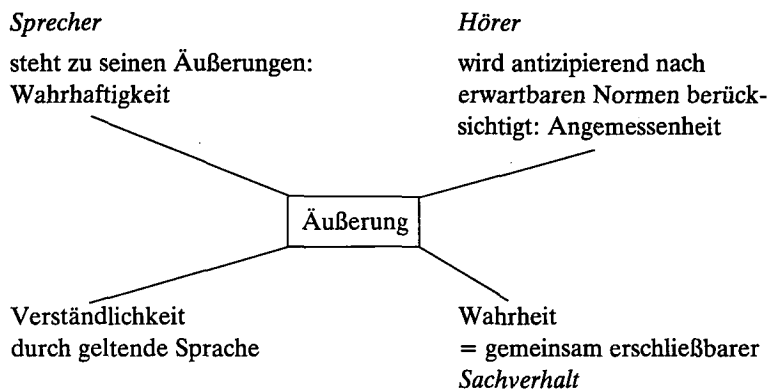 Sprecher
steht zu seinen Äußerungen:
Wahrhaftigkeit
Hörer
wird antizipierend nach
erwartbaren Normen berück-
sichtigt: Angemessenheit
Äußerung
Verständlichkeit
durch geltende Sprache
Wahrheit
= gemeinsam erschließbarer
Sachverhalt